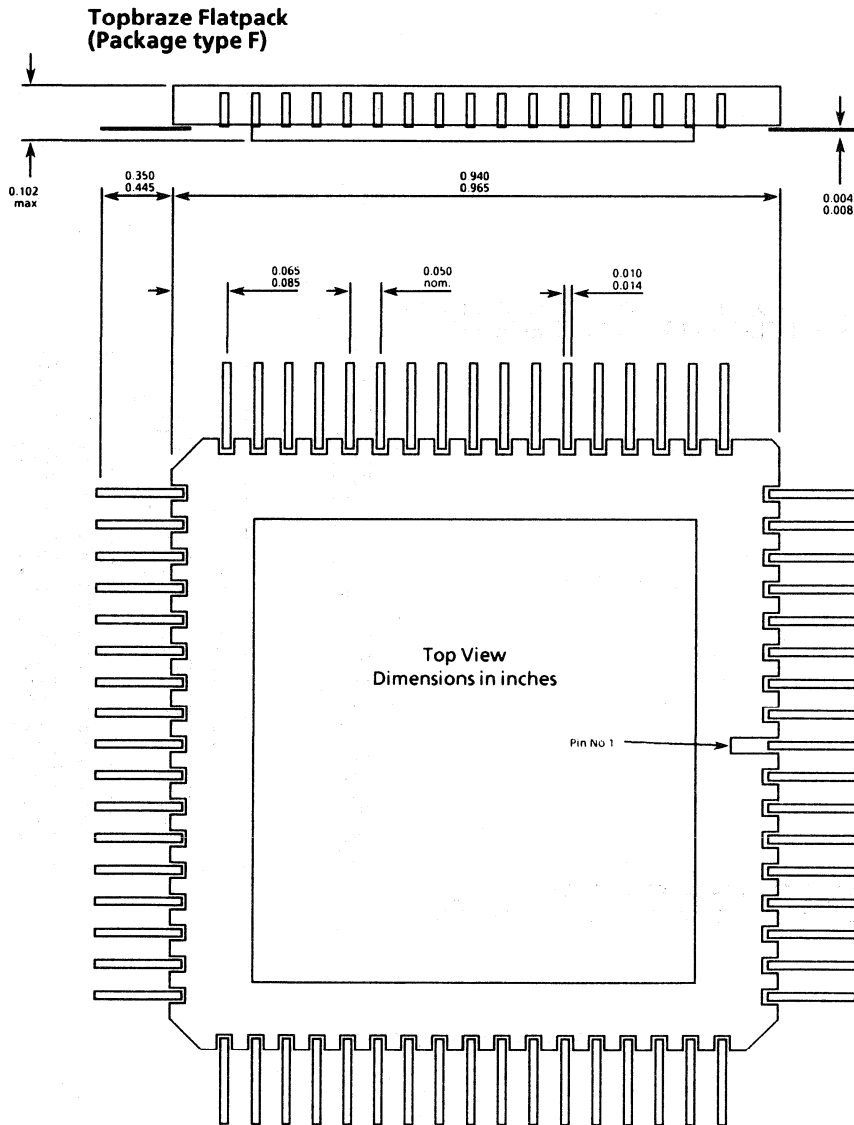 Topbraze Flatpack
(Package type F)
0.102
max
0.350
0.445
0.940
0.965
0.004
0.008
0.065
0.085
0.050
nom.
0.010
0.014
Top View
Dimensions in inches
Pin No 1